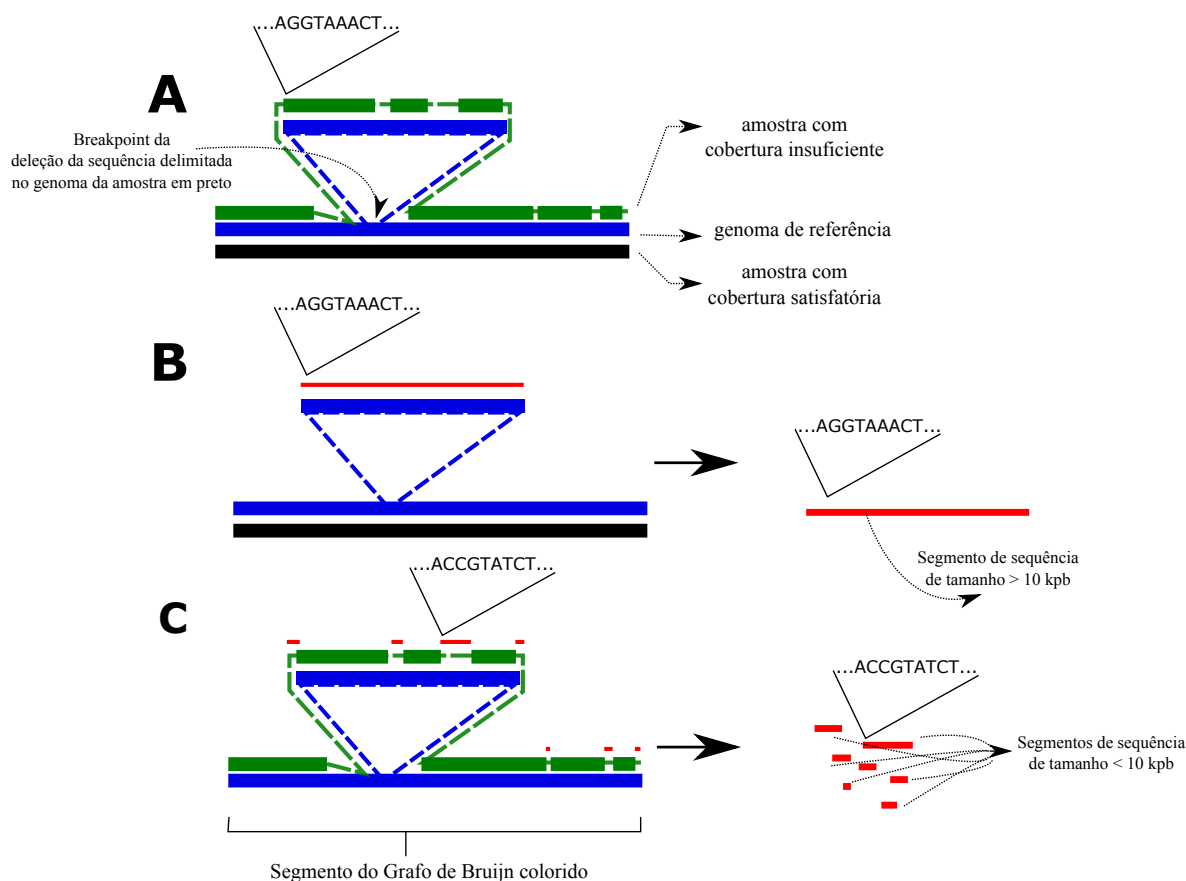 ...AGGTAAACT...
A
Breakpoint da
deleção da sequência delimitada
no genoma da amostra em preto
amostra com
cobertura insuficiente
genoma de referência
amostra com
cobertura satisfatória
...AGGTAAACT...
B
...AGGTAAACT...
Segmento de sequência
de tamanho > 10 kpb
...ACCGTATCT...
C
...ACCGTATCT...
Segmentos de sequência
de tamanho < 10 kpb
Segmento do Grafo de Bruijn colorido